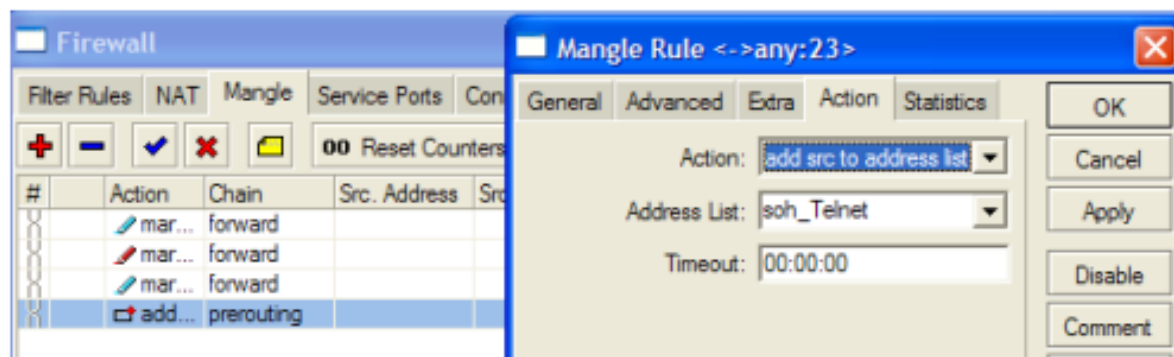 Firewall
Filter Rules NAT Mangle Service Ports Con
00 Reset Counters
# Action Chain Src. Address Src
mar... forward
mar... forward
mar... forward
add... prerouting
Mangle Rule <->any:23>
General Advanced Extra Action Statistics
Action: add src to address list
Address List: soh_Telnet
Timeout: 00:00:00
OK
Cancel
Apply
Disable
Comment